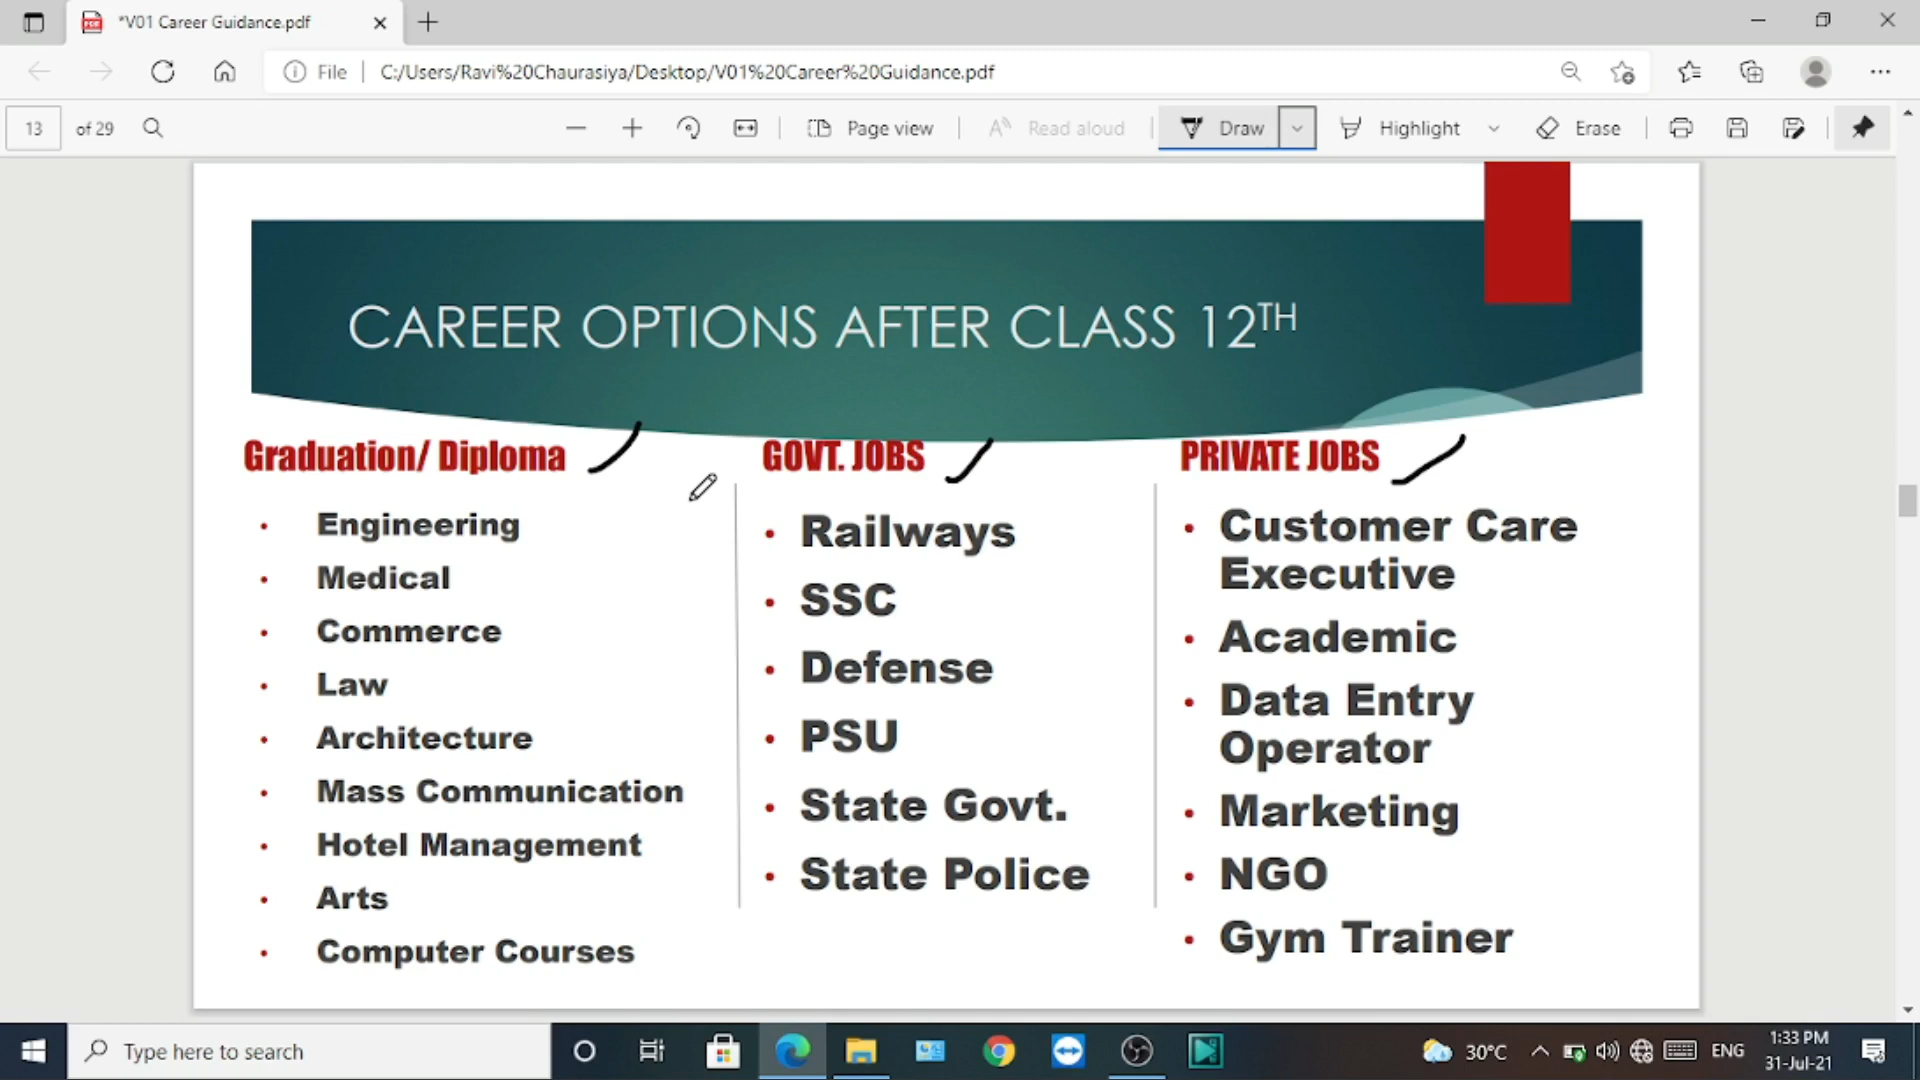 *V01 Career Guidance.pdf
File
C:/Users/Ravi%20Chaurasiya/Desktop/V01%20Career%20Guidance.pdf
13 of 29
Page view
Read aloud
Draw
Highlight
Erase
CAREER OPTIONS AFTER CLASS 12TH
Graduation/ Diploma
• Engineering
• Medical
• Commerce
• Law
• Architecture
• Mass Communication
• Hotel Management
• Arts
• Computer Courses
GOVT. JOBS
• Railways
• SSC
• Defense
• PSU
• State Govt.
• State Police
PRIVATE JOBS
• Customer Care
Executive
• Academic
• Data Entry
Operator
• Marketing
• NGO
• Gym Trainer
Type here to search
30°C
ENG
1:33 PM
31-Jul-21